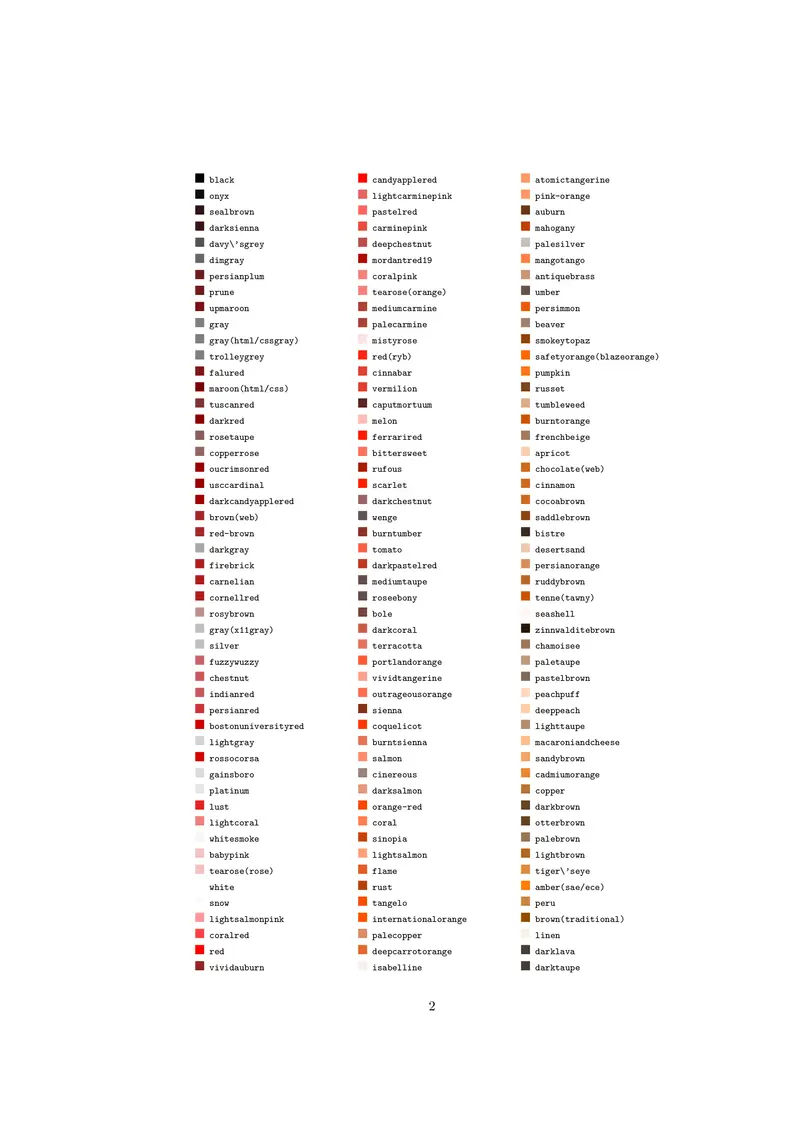 black
onyx
sealbrown
darksienna
davy\'sgrey
dimgray
persianplum
prune
upmaroon
gray
gray(html/cssgray)
trolleygrey
falured
maroon(html/css)
tuscanred
darkred
rosetaupe
copperrose
oucrimsonred
usccardinal
darkcandyapplered
brown(web)
red-brown
darkgray
firebrick
carnelian
cornellred
rosybrown
gray(x11gray)
silver
fuzzywuzzy
chestnut
indianred
persianred
bostonuniversityred
lightgray
rossocorsa
gainsboro
platinum
lust
lightcoral
whitesmoke
babypink
tearose(rose)
white
snow
lightsalmonpink
coralred
red
vividauburn
candyapplered
lightcarminepink
pastelred
carminepink
deepchestnut
mordantred19
coralpink
tearose(orange)
mediumcarmine
palecarmine
mistyrose
red(ryb)
cinnabar
vermilion
caputmortuum
melon
ferrarired
bittersweet
rufous
scarlet
darkchestnut
wenge
burntumber
tomato
darkpastelred
mediumtaupe
roseebony
bole
darkcoral
terracotta
portlandorange
vividtangerine
outrageousorange
sienna
coquelicot
burntsienna
salmon
cinereous
darksalmon
orange-red
coral
sinopia
lightsalmon
flame
rust
tangelo
internationalorange
palecopper
deepcarrotorange
isabelline
atomictangerine
pink-orange
auburn
mahogany
palesilver
mangotango
antiquebrass
umber
persimmon
beaver
smokeytopaz
safetyorange(blazeorange)
pumpkin
russet
tumbleweed
burntorange
frenchbeige
apricot
chocolate(web)
cinnamon
cocoabrown
saddlebrown
bistre
desertsand
persianorange
ruddybrown
tenne(tawny)
seashell
zinnwalditebrown
chamoisee
paletaupe
pastelbrown
peachpuff
deeppeach
lighttaupe
macaroniandcheese
sandybrown
cadmiumorange
copper
darkbrown
otterbrown
palebrown
lightbrown
tiger\'seye
amber(sae/ece)
peru
brown(traditional)
linen
darklava
darktaupe
2